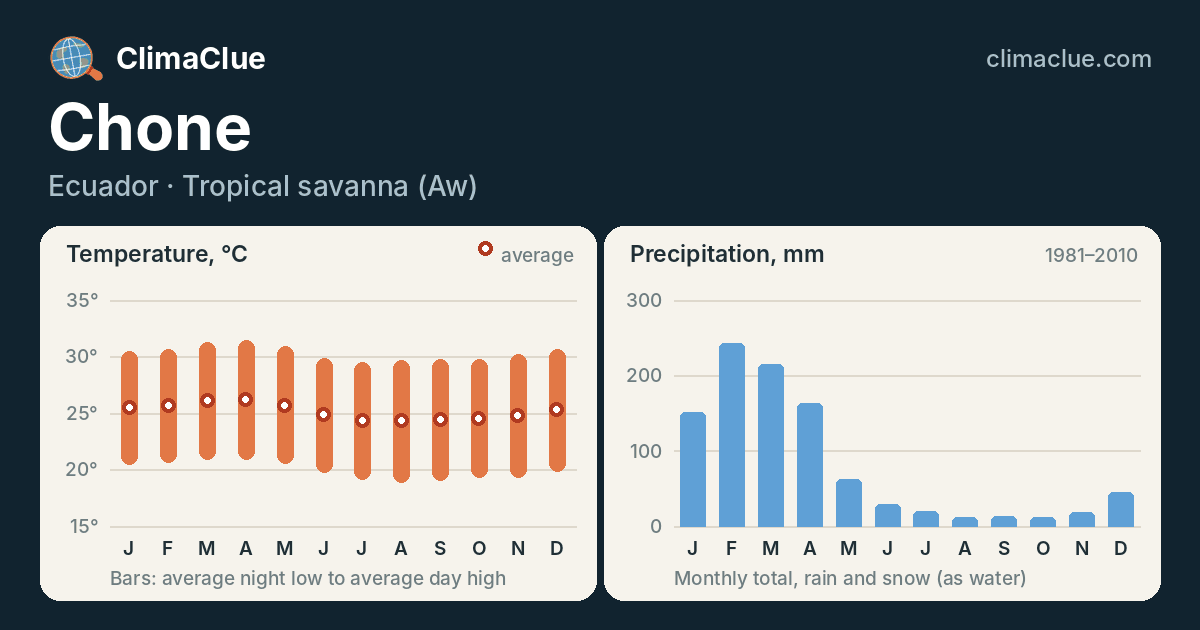 ClimaClue
climaclue.com
Chone
Ecuador · Tropical savanna (Aw)
Temperature, °C
average
35°
30°
25°
20°
15°
J F M A M J J A S O N D
Bars: average night low to average day high
Precipitation, mm
1981–2010
300
200
100
0
J F M A M J J A S O N D
Monthly total, rain and snow (as water)